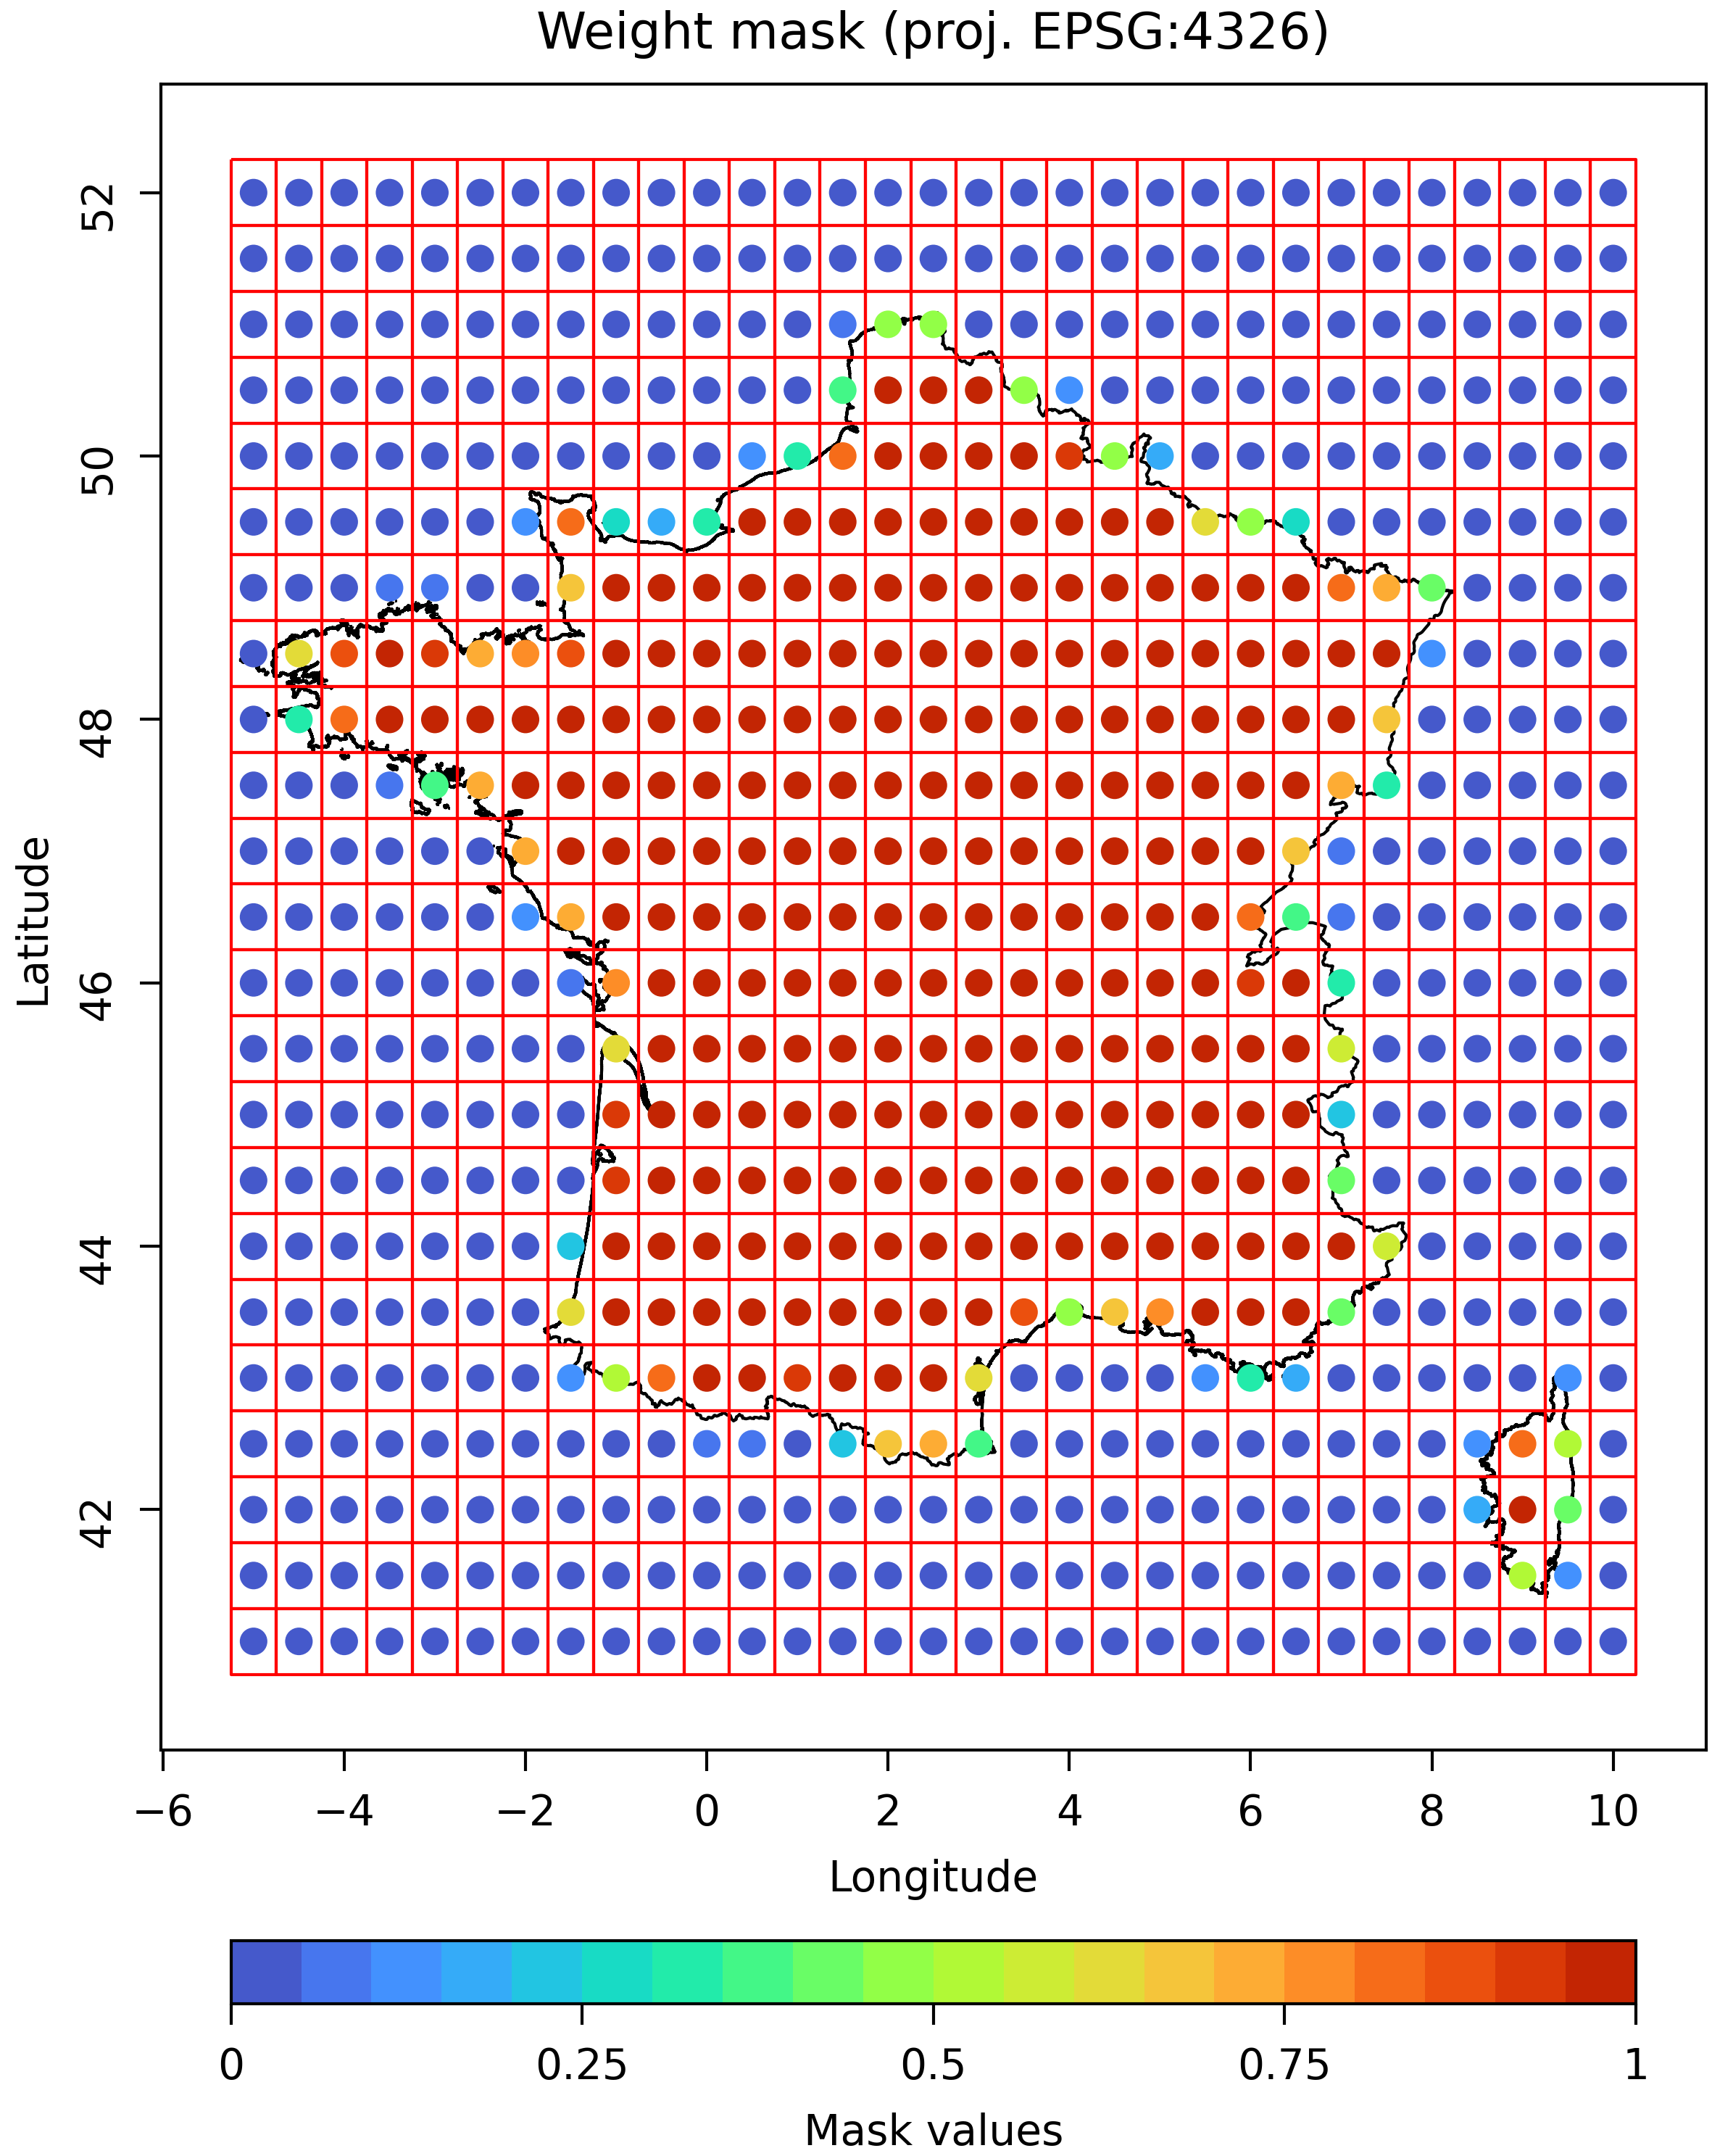 Weight mask (proj. EPSG:4326)
52
50
48
46
44
42
Latitude
−6 −4 −2 0 2 4 6 8 10
Longitude
0 0.25 0.5 0.75 1
Mask values